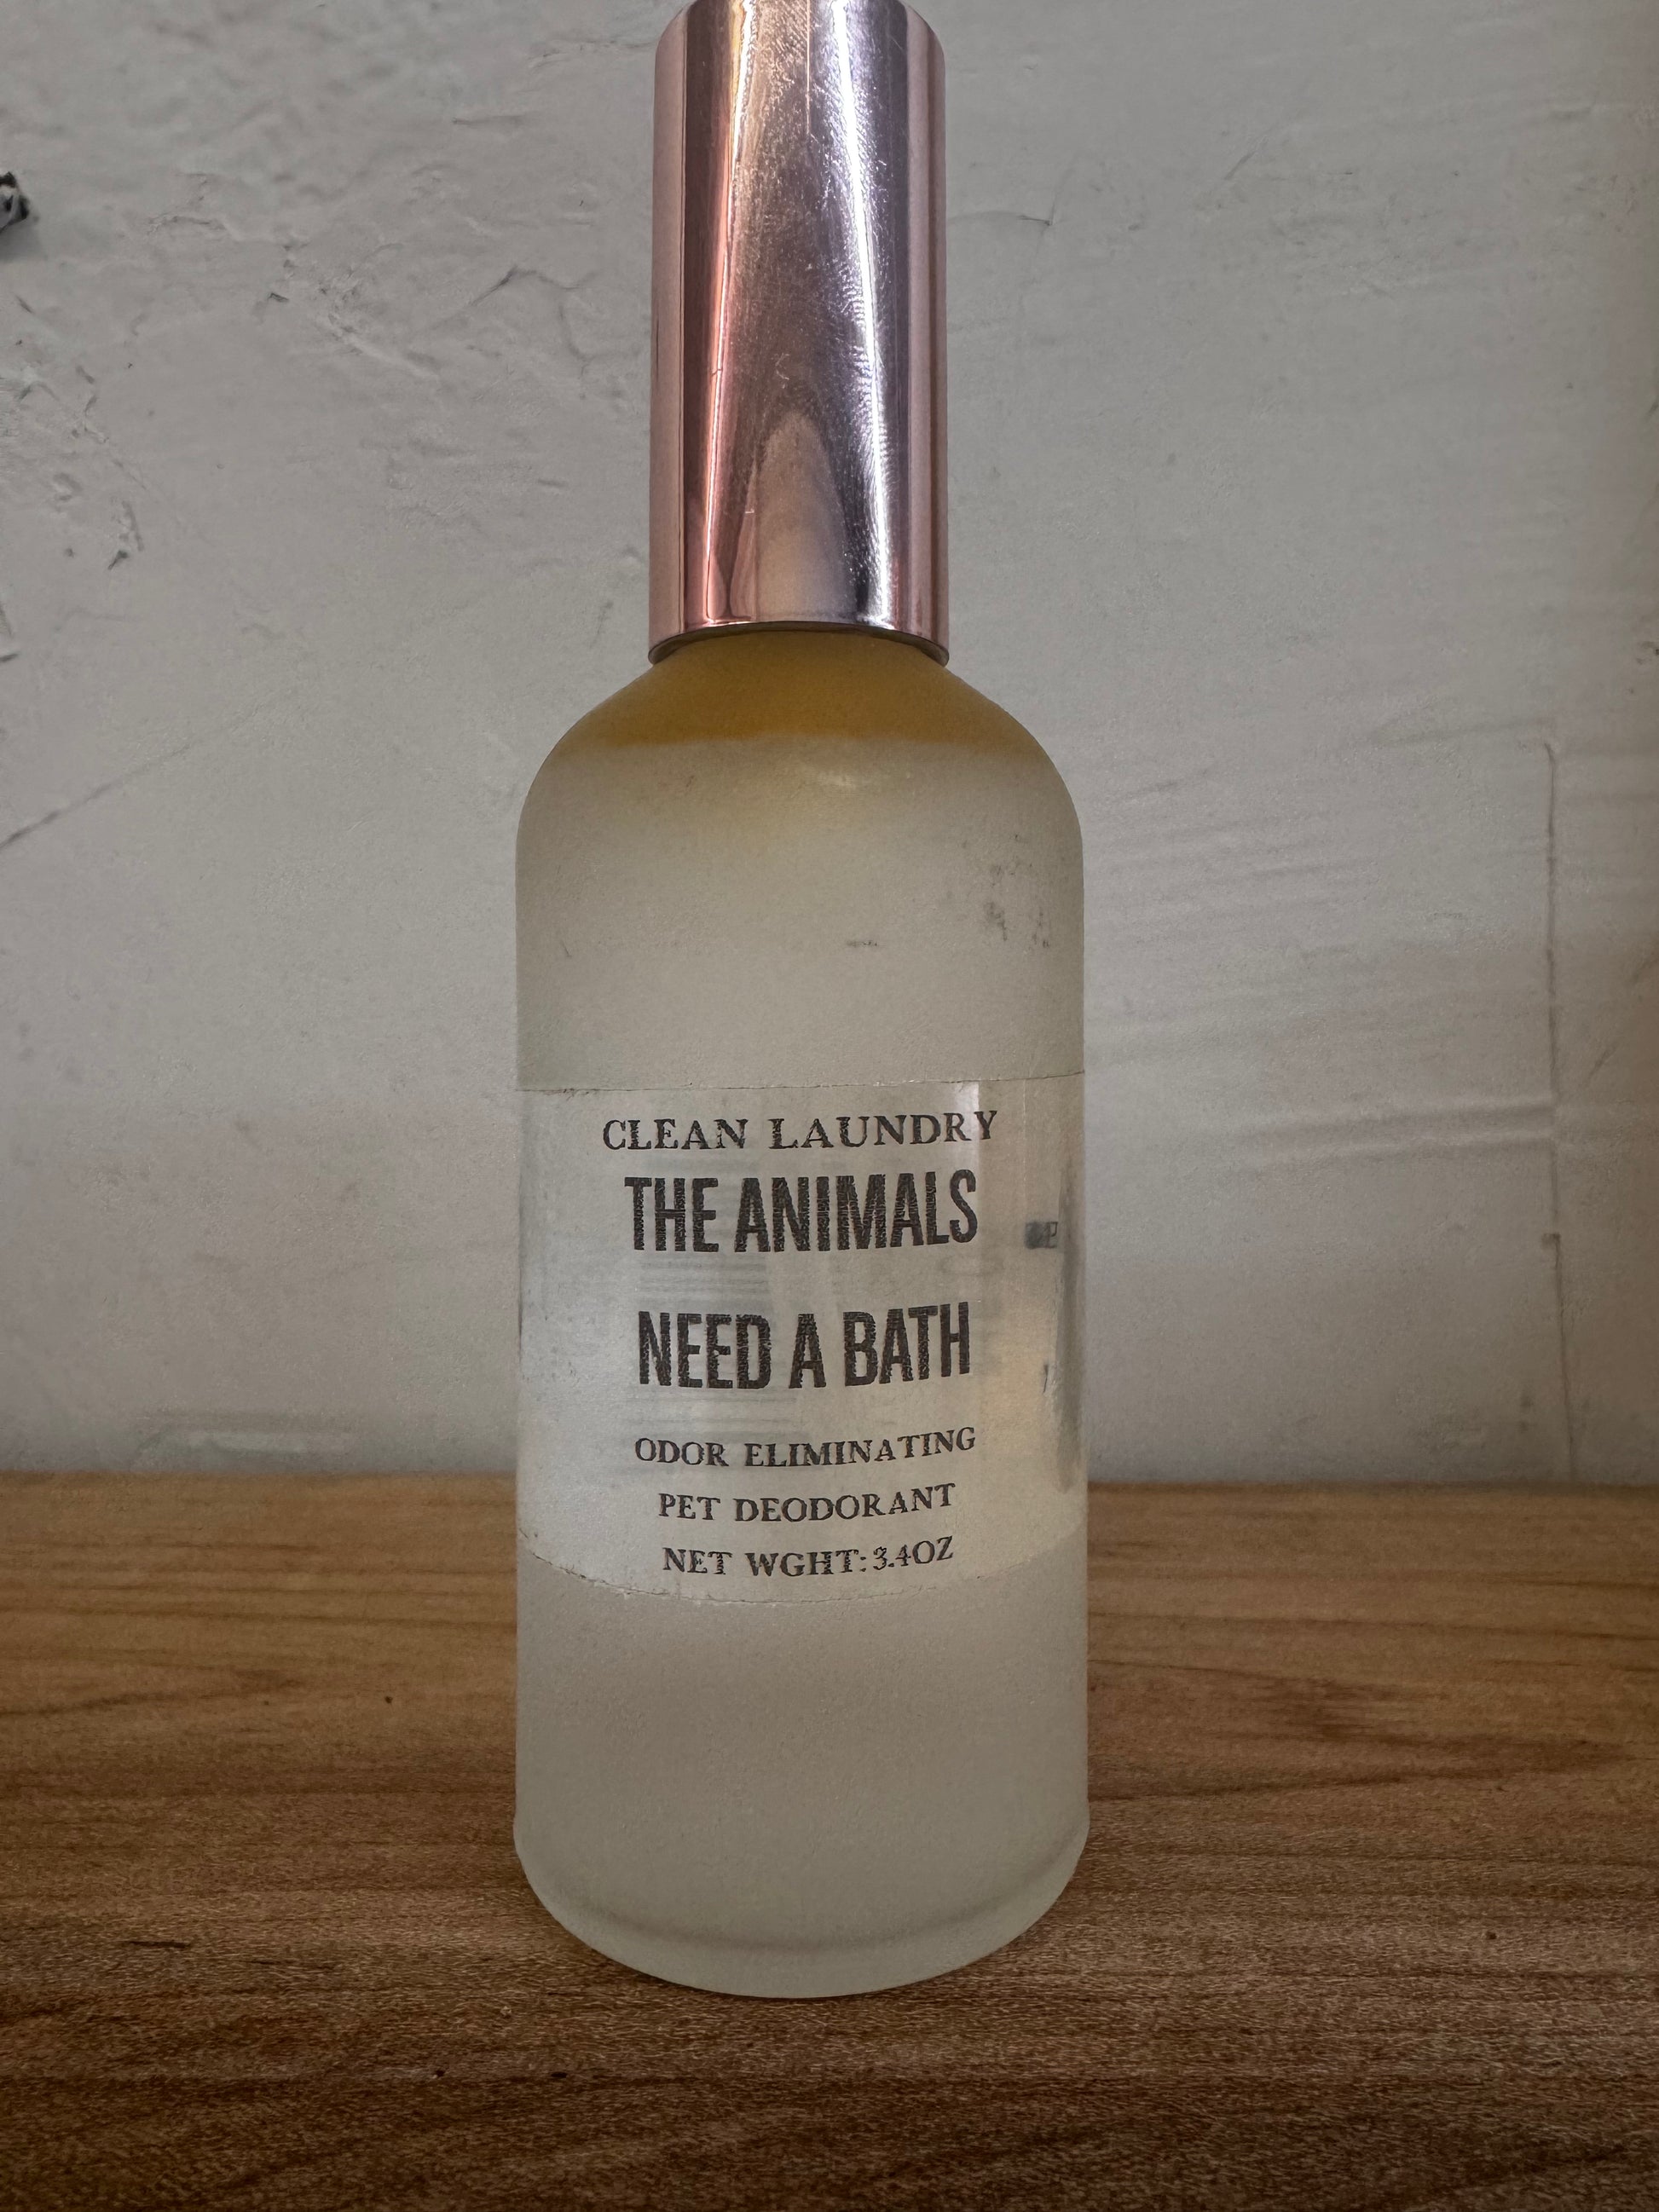 CLEAN LAUNDRY
THE ANIMALS
NEED A BATH
ODOR ELIMINATING
PET DEODORANT
NET WGHT: 3.4OZ